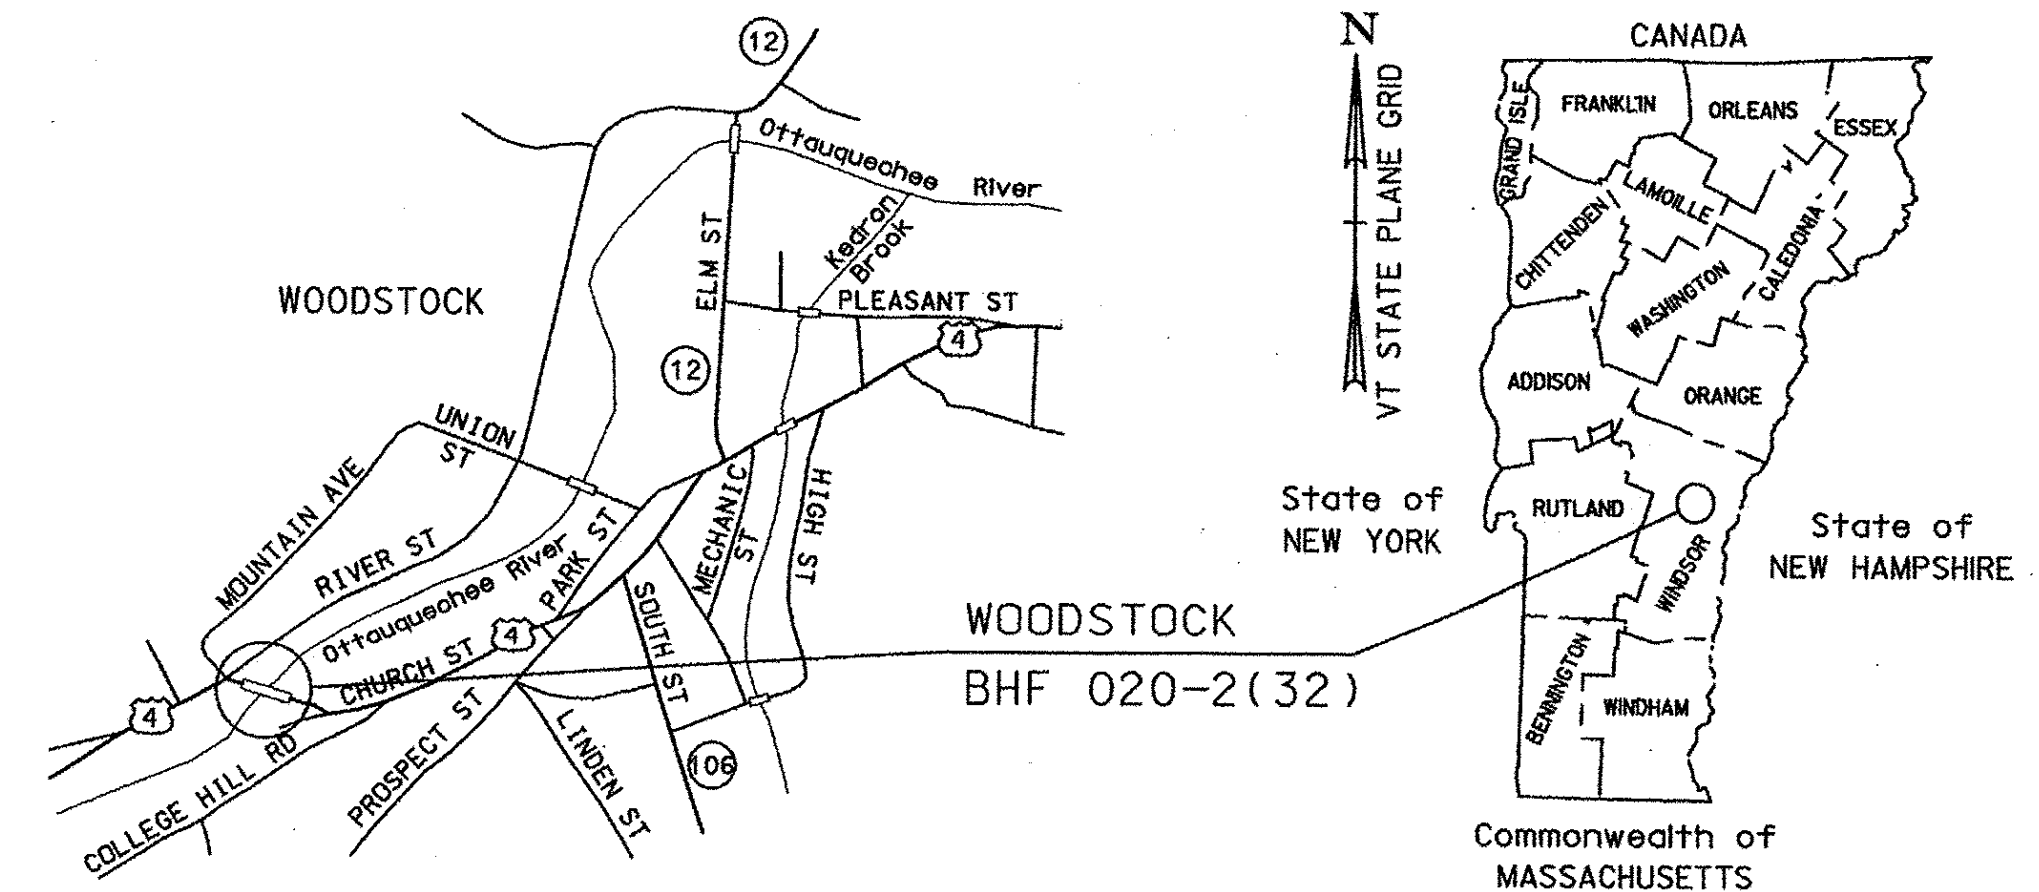 12
Ottauquechee River
Kedron
Brook
ELM ST
WOODSTOCK
PLEASANT ST
4
12
UNION
ST
MOUNTAIN AVE
RIVER ST
Ottauquechee River
PARK ST
MECHANIC
ST
HIGH ST
SOUTH ST
4
CHURCH ST
4
COLLEGE HILL RD
PROSPECT ST
LINDEN ST
106
WOODSTOCK
BHF 020-2(32)
N
VT STATE PLANE GRID
CANADA
GRAND ISLE
FRANKLIN
ORLEANS
ESSEX
LAMOILLE
CHITTENDEN
CALEDONIA
WASHINGTON
ADDISON
ORANGE
State of
NEW YORK
RUTLAND
State of
NEW HAMPSHIRE
WINDSOR
BENNINGTON
WINDHAM
Commonwealth of
MASSACHUSETTS